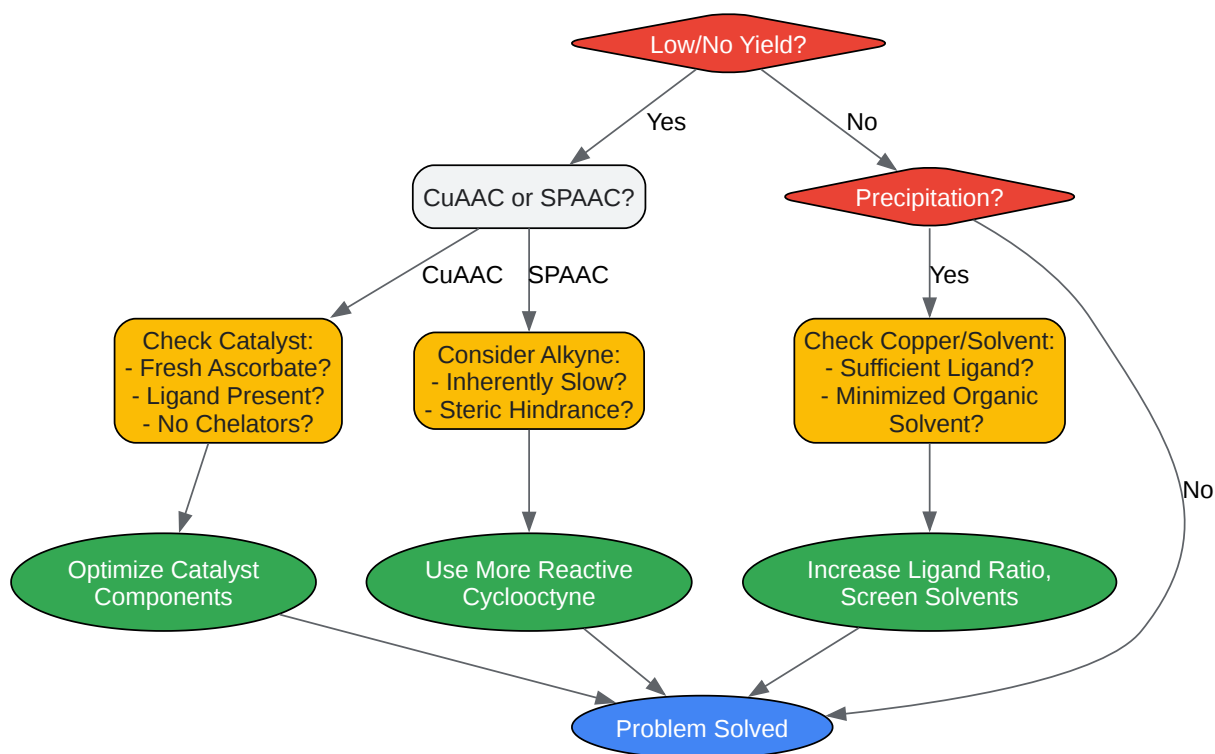 Low/No Yield?
Yes
No
CuAAC or SPAAC?
Precipitation?
CuAAC
SPAAC
Yes
Check Catalyst:
- Fresh Ascorbate?
- Ligand Present?
- No Chelators?
Consider Alkyne:
- Inherently Slow?
- Steric Hindrance?
Check Copper/Solvent:
- Sufficient Ligand?
- Minimized Organic
Solvent?
No
Optimize Catalyst
Components
Use More Reactive
Cyclooctyne
Increase Ligand Ratio,
Screen Solvents
Problem Solved